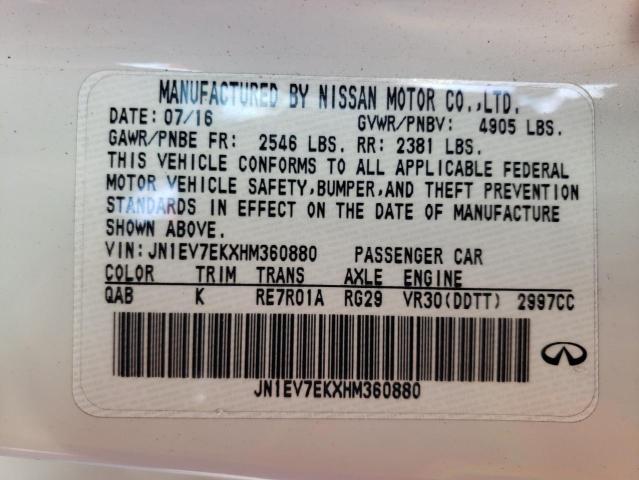 MANUFACTURED BY NISSAN MOTOR CO.,LTD.
DATE: 07/16 GVWR/PNBV: 4905 LBS.
GAWR/PNBE FR: 2546 LBS. RR: 2381 LBS.
THIS VEHICLE CONFORMS TO ALL APPLICABLE FEDERAL
MOTOR VEHICLE SAFETY,BUMPER,AND THEFT PREVENTION
STANDARDS IN EFFECT ON THE DATE OF MANUFACTURE
SHOWN ABOVE.
VIN:JN1EV7EKXHM360880 PASSENGER CAR
COLOR TRIM TRANS AXLE ENGINE
QAB K RE7R01A RG29 VR30(DDTT) 2997CC
JN1EV7EKXHM360880